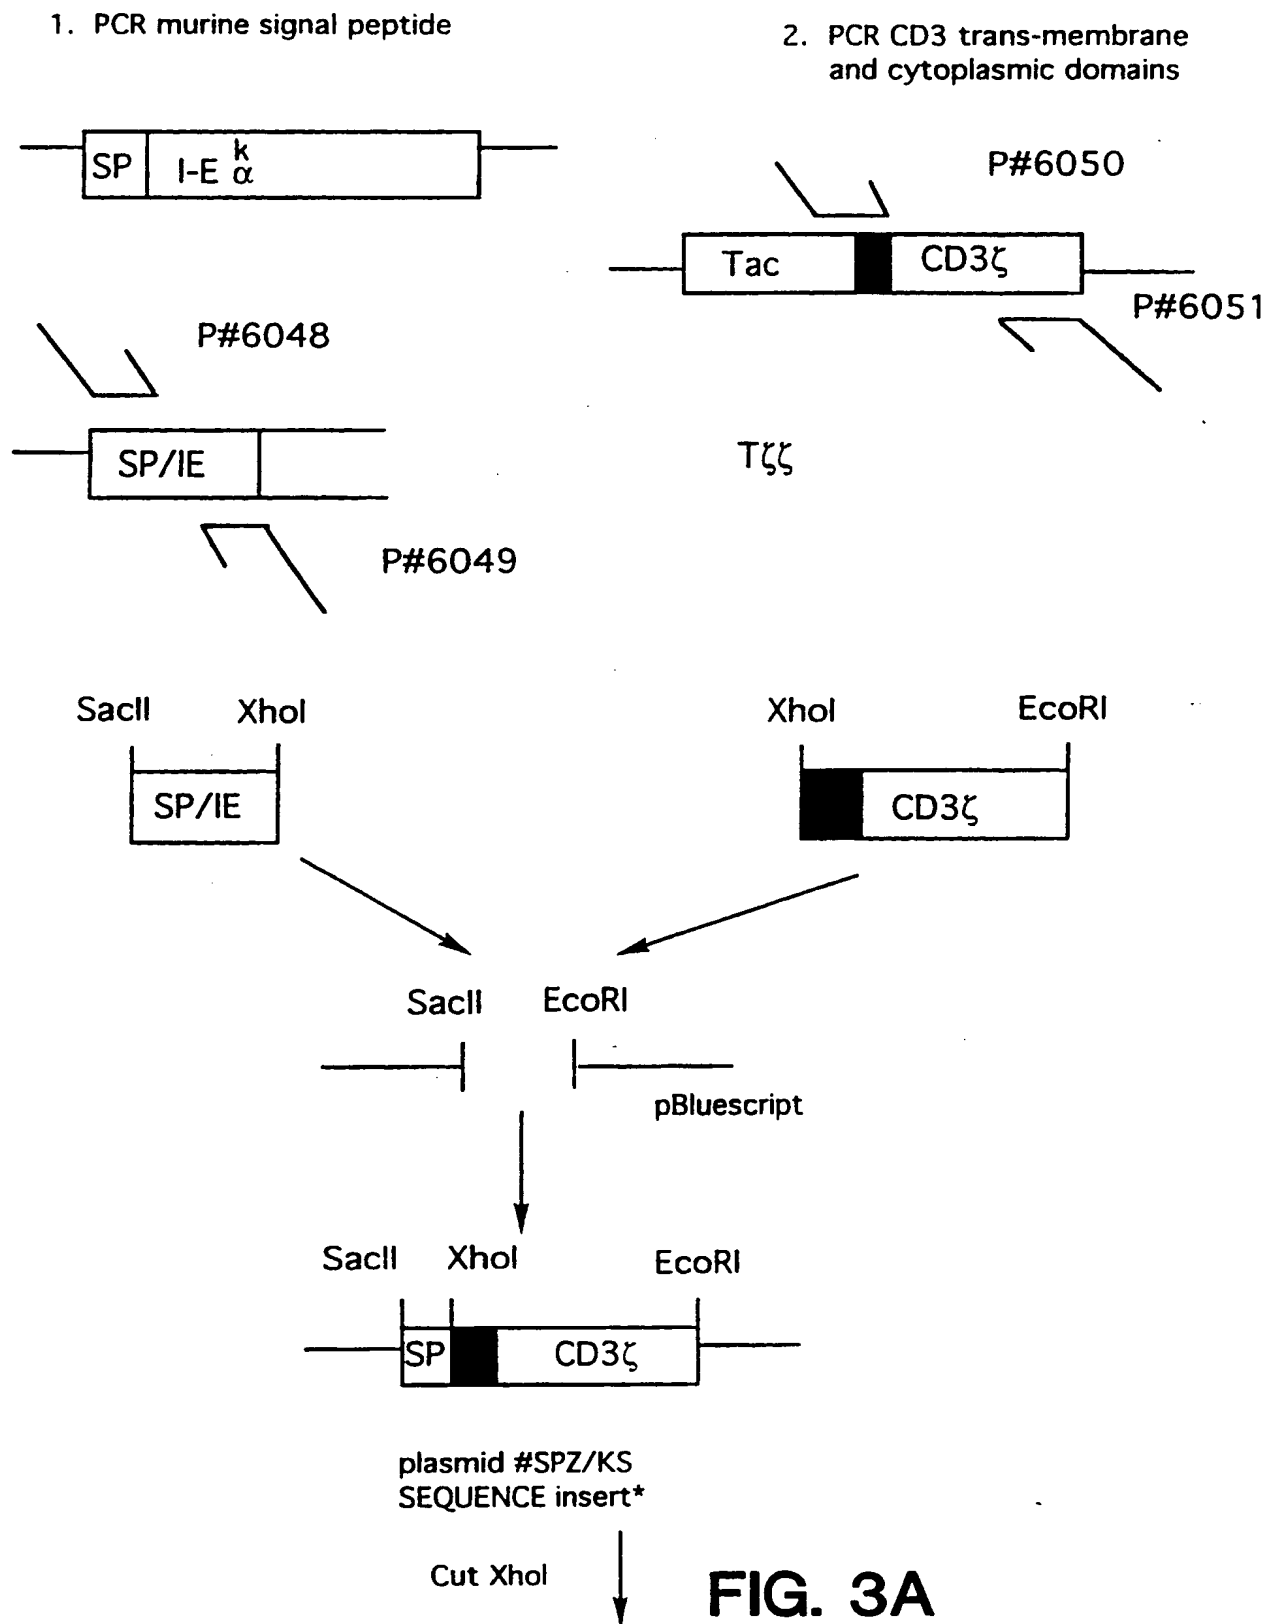 1. PCR murine signal peptide
2. PCR CD3 trans-membrane
and cytoplasmic domains
SP
I-E k α
P#6050
Tac
CD3ζ
P#6051
P#6048
SP/IE
Tζζ
P#6049
SacII
XhoI
XhoI
EcoRI
SP/IE
CD3ζ
SacII
EcoRI
pBluescript
SacII
XhoI
EcoRI
SP
CD3ζ
plasmid #SPZ/KS
SEQUENCE insert*
Cut XhoI
FIG. 3A